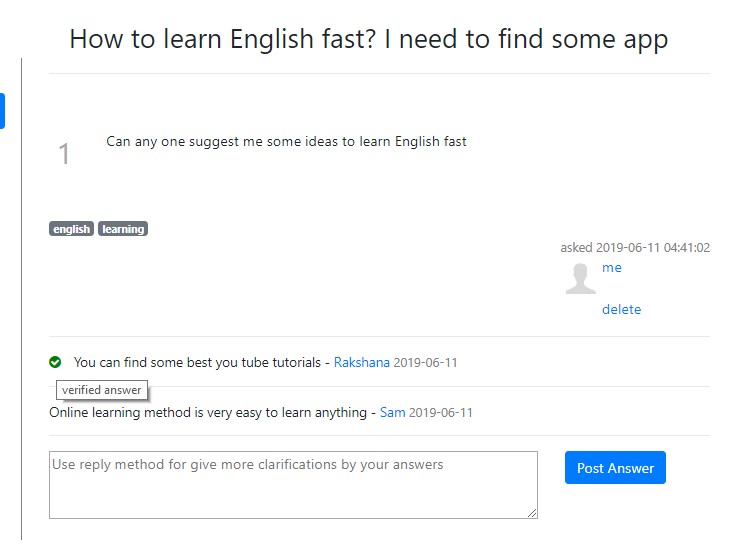 How to learn English fast? I need to find some app
1
Can any one suggest me some ideas to learn English fast
english learning
asked 2019-06-11 04:41:02
me
delete
You can find some best you tube tutorials - Rakshana 2019-06-11
verified answer
Online learning method is very easy to learn anything - Sam 2019-06-11
Use reply method for give more clarifications by your answers
Post Answer